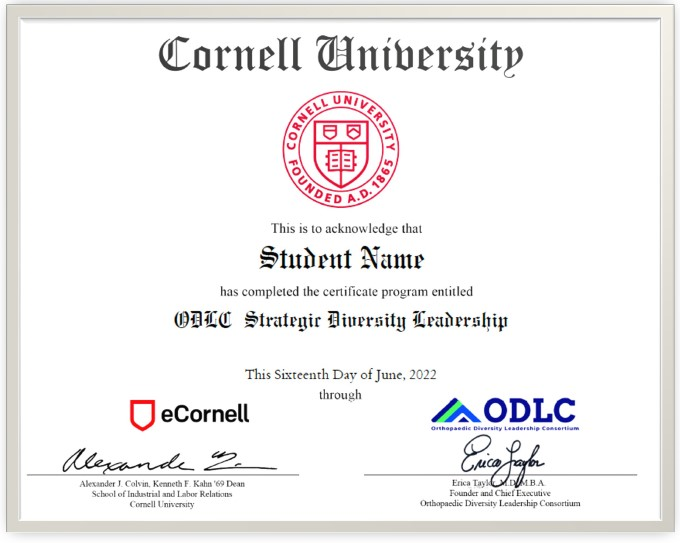 Cornell University
CORNELL UNIVERSITY
FOUNDED A.D. 1865
This is to acknowledge that
Student Name
has completed the certificate program entitled
ODLC Strategic Diversity Leadership
This Sixteenth Day of June, 2022
through
eCornell
ODLC
Orthopaedic Diversity Leadership Consortium
Erica Taylor
Alexander J. Colvin, Kenneth F. Kahn '69 Dean
School of Industrial and Labor Relations
Cornell University
Erica Taylor, M.D. M.B.A.
Founder and Chief Executive
Orthopaedic Diversity Leadership Consortium